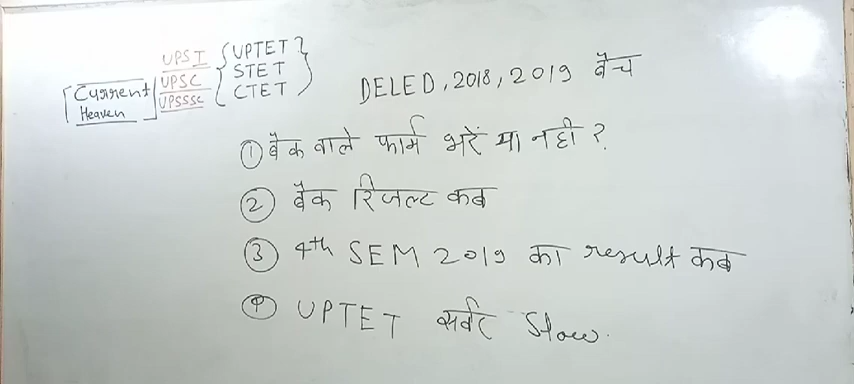 UPSI { UPTET }
[Current UPSC { STET }
Heaven] UPSSSC { CTET }
DELED, 2018, 2019 बैच
① बैक वाले फार्म भरें या नही ?
② बैक रिजल्ट कब
③ 4th SEM 2019 का result कब
④ UPTET सर्वर Slow.